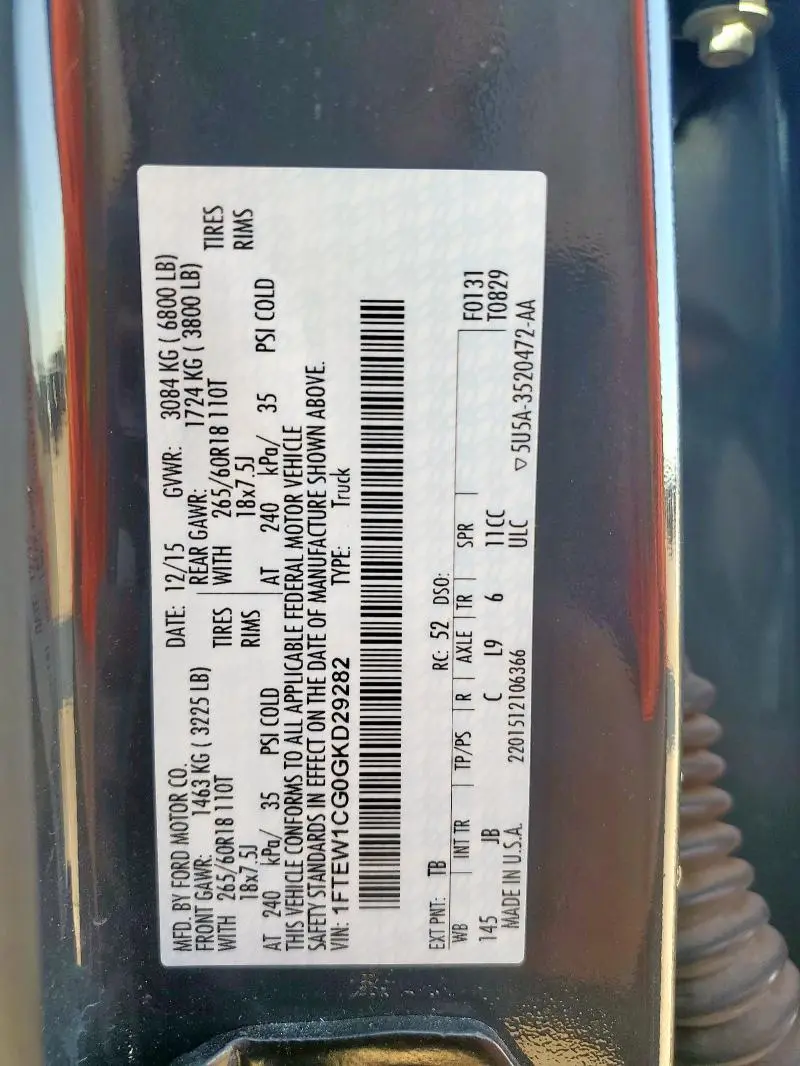 MFD. BY FORD MOTOR CO.
DATE: 12/15 GVWR: 3084 KG ( 6800 LB)
FRONT GAWR: 1463 KG ( 3225 LB)
REAR GAWR: 1724 KG ( 3800 LB)
WITH 265/60R18 110T TIRES
WITH 265/60R18 110T TIRES
18x7.5J RIMS
18x7.5J RIMS
AT 240 kPa/ 35 PSI COLD
AT 240 kPa/ 35 PSI COLD
THIS VEHICLE CONFORMS TO ALL APPLICABLE FEDERAL MOTOR VEHICLE
SAFETY STANDARDS IN EFFECT ON THE DATE OF MANUFACTURE SHOWN ABOVE.
VIN: 1FTEW1CG0GKD29282 TYPE: Truck
EXT PNT: TB RC: 52 DSO:
WB INT TR TP/PS R AXLE TR SPR F0131
145 JB C L9 6 11CC T0829
MADE IN U.S.A. 2201512106366 ULC
▽5U5A-3520472-AA